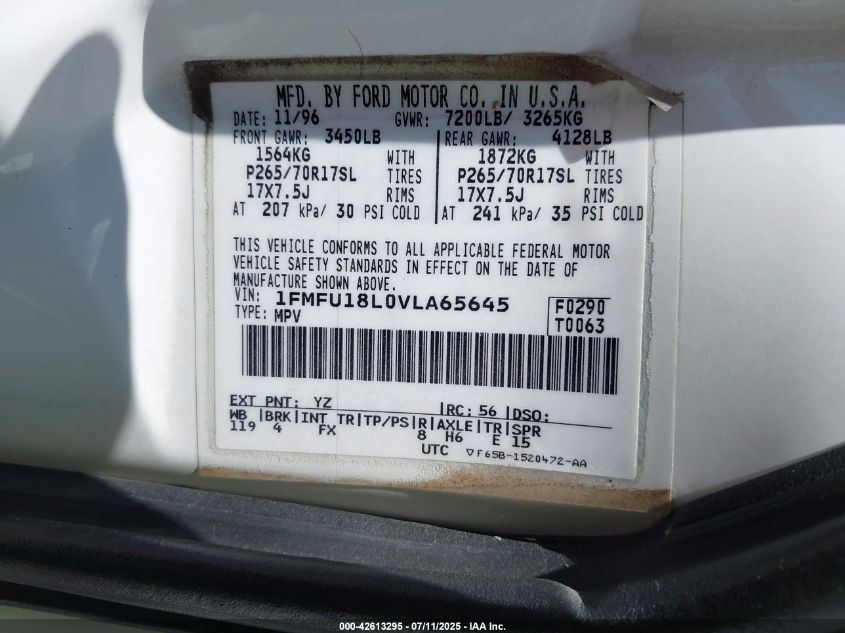 MFD. BY FORD MOTOR CO. IN U.S.A.
DATE: 11/96 GVWR: 7200LB/ 3265KG
FRONT GAWR: 3450LB REAR GAWR: 4128LB
1564KG WITH 1872KG WITH
P265/70R17SL TIRES P265/70R17SL TIRES
17X7.5J RIMS 17X7.5J RIMS
AT 207 kPa/ 30 PSI COLD AT 241 kPa/ 35 PSI COLD
THIS VEHICLE CONFORMS TO ALL APPLICABLE FEDERAL MOTOR
VEHICLE SAFETY STANDARDS IN EFFECT ON THE DATE OF
MANUFACTURE SHOWN ABOVE.
VIN: 1FMFU18L0VLA65645 F0290
TYPE: MPV T0063
EXT PNT: YZ |RC: 56 |DSO:
WB |BRK|INT TR|TP/PS|R|AXLE|TR|SPR
119 4 FX 8 H6 E 15
UTC ▽F65B-1520472-AA
000-42613295 - 07/11/2025 - IAA Inc.